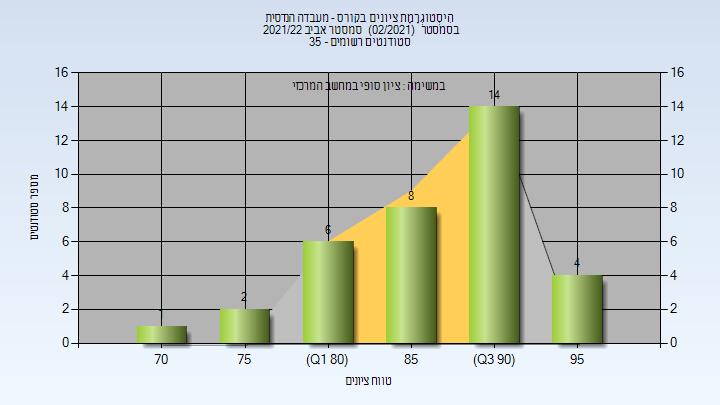 היסטוגרמת ציונים בקורס - מעבדה הנדסית
בסמסטר (02/2021) סמסטר אביב 2021/22
סטודנטים רשומים - 35
במשימה : ציון סופי במחשב המרכזי
מספר סטודנטים
16 16
14 14
12 12
10 10
8 8
6 6
4 4
2 2
0 0
1
2
6
8
14
4
70 75 (Q1 80) 85 (Q3 90) 95
טווח ציונים